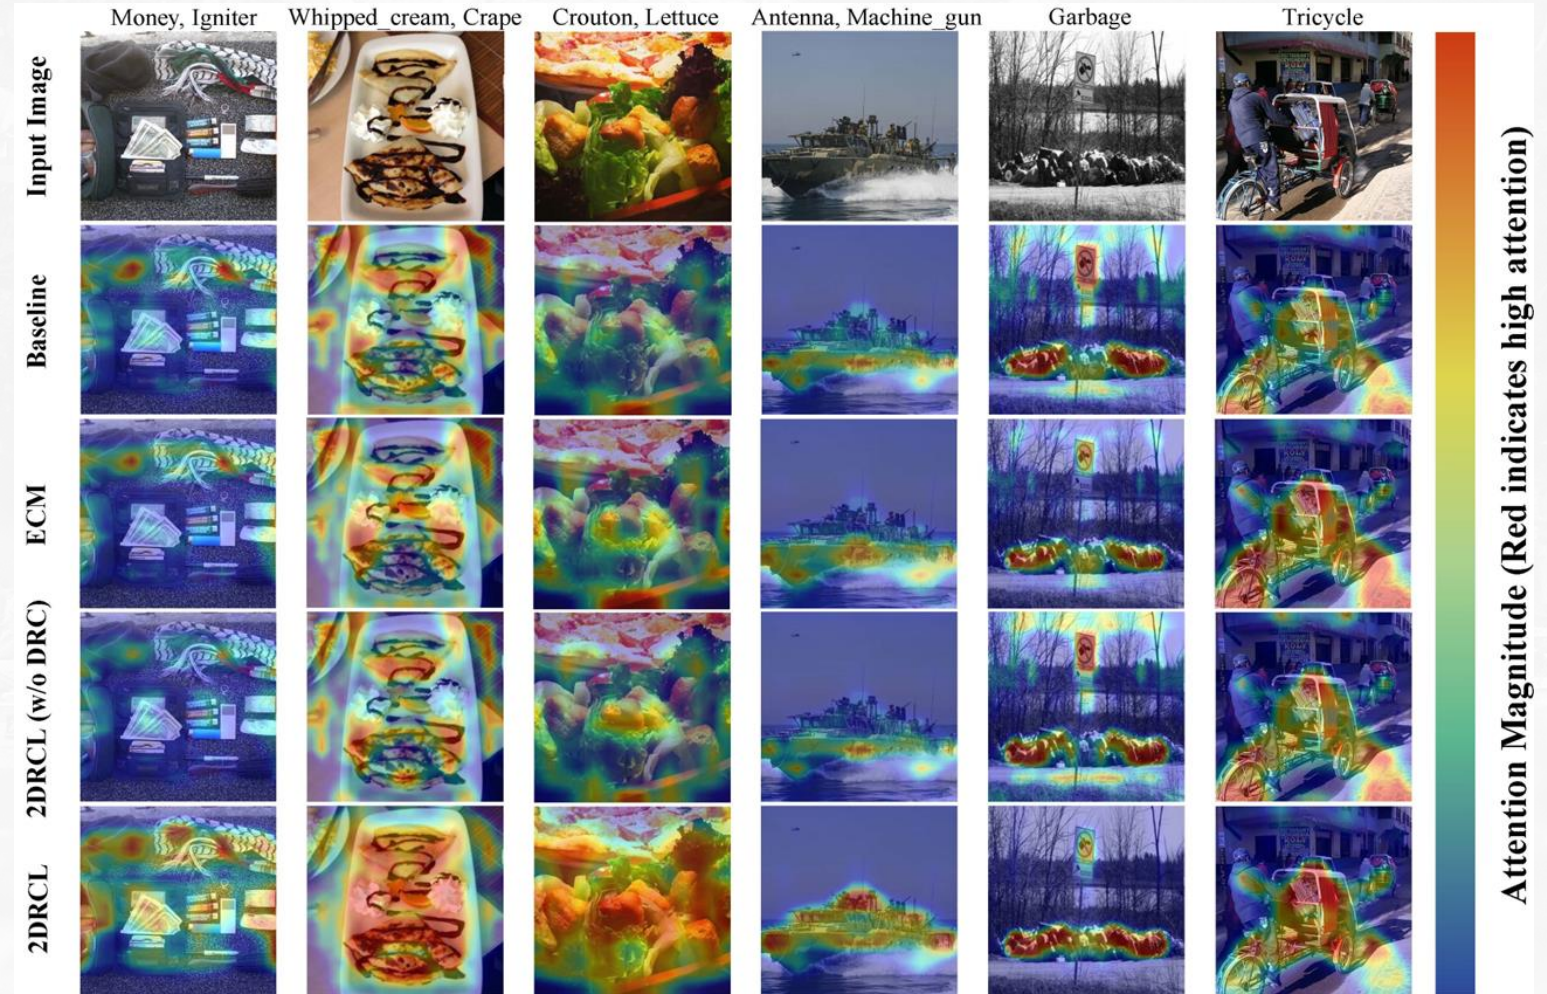 Money, Igniter
Whipped_cream, Crape
Crouton, Lettuce
Antenna, Machine_gun
Garbage
Tricycle
Input Image
Baseline
ECM
2DRCL (w/o DRC)
2DRCL
Attention Magnitude (Red indicates high attention)